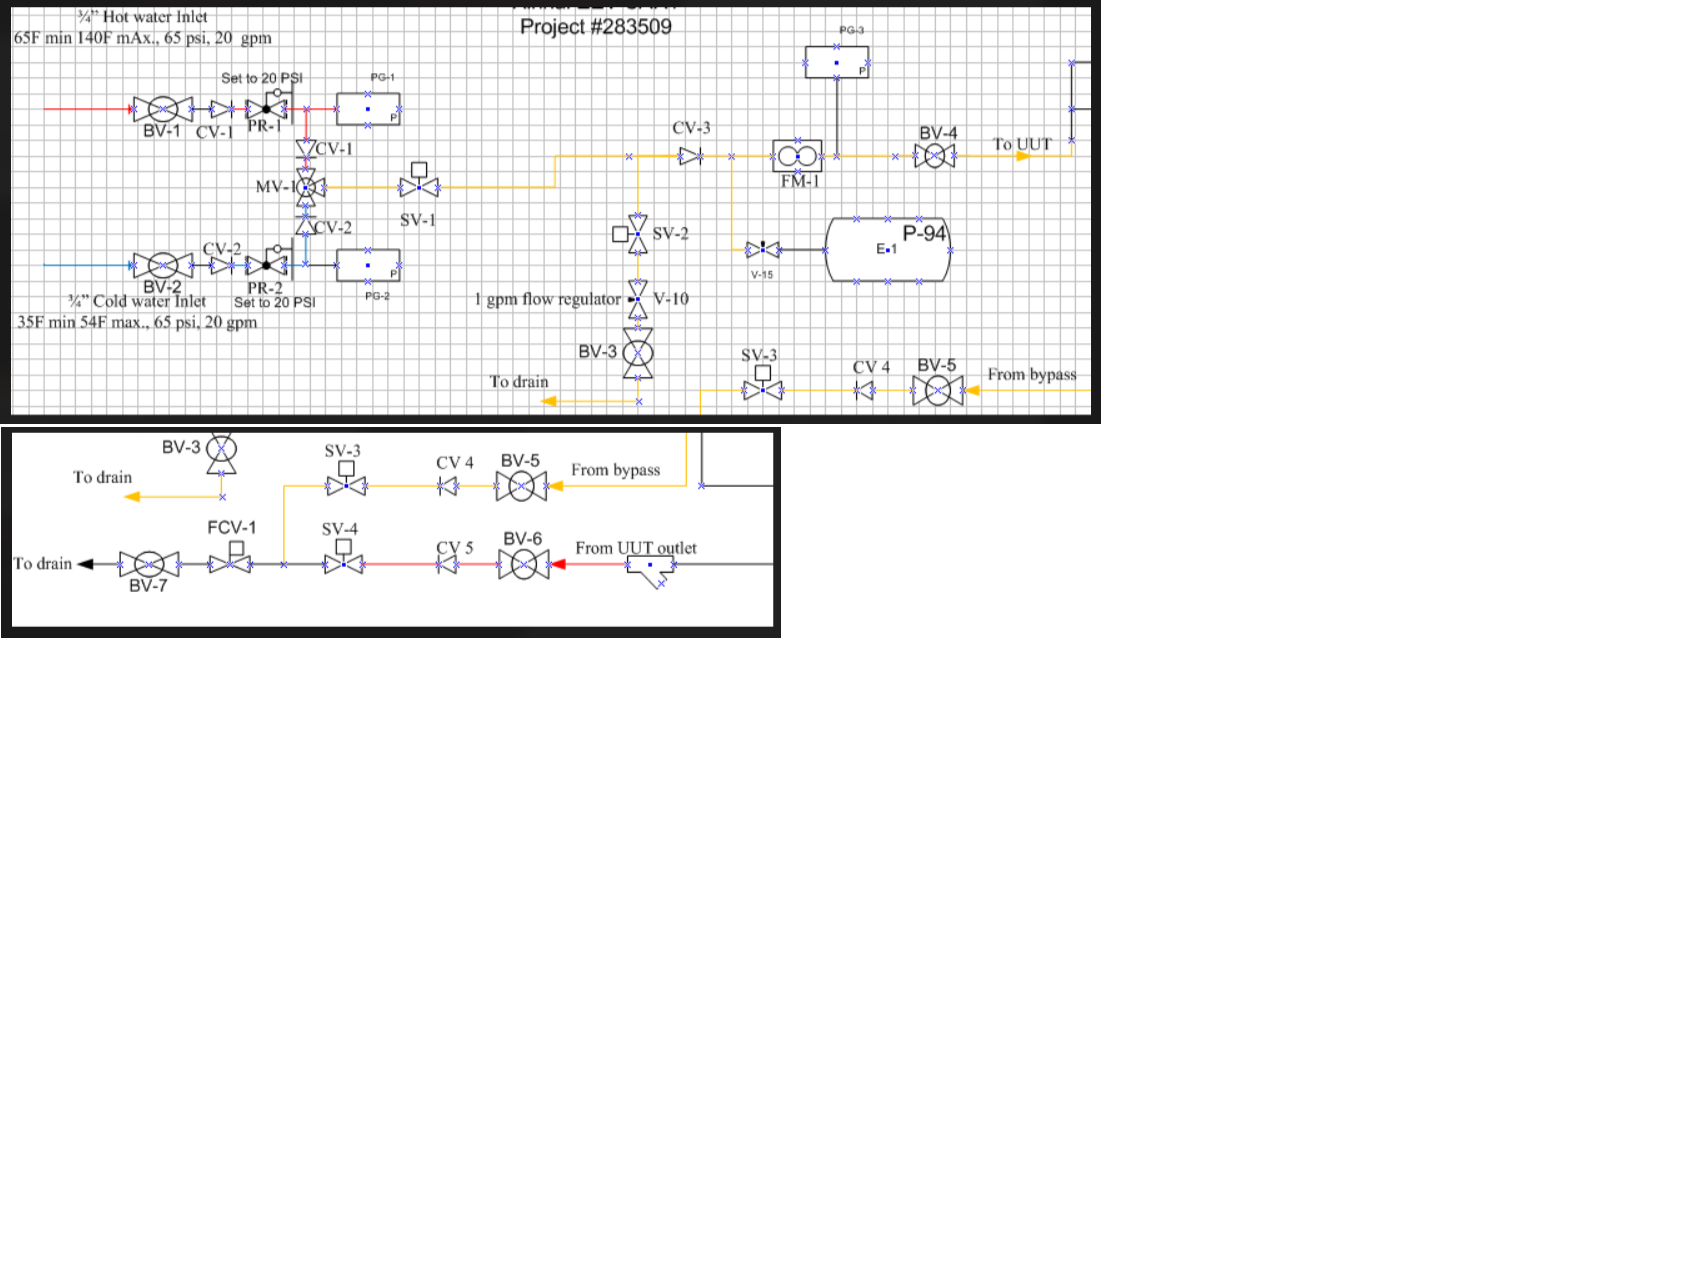 Project #283509
¾” Hot water Inlet
65F min 140F mAx., 65 psi, 20 gpm
PG-3
P
Set to 20 PSI
PG-1
P
BV-1
CV-1
PR-1
CV-1
MV-1
CV-3
BV-4
To UUT
FM-1
SV-1
CV-2
CV-2
SV-2
P-94
E-1
V-15
BV-2
PR-2
P
PG-2
¾” Cold water Inlet
Set to 20 PSI
35F min 54F max., 65 psi, 20 gpm
1 gpm flow regulator
V-10
BV-3
SV-3
CV 4
BV-5
From bypass
To drain
BV-3
SV-3
CV 4
BV-5
From bypass
To drain
FCV-1
SV-4
CV 5
BV-6
From UUT outlet
To drain
BV-7